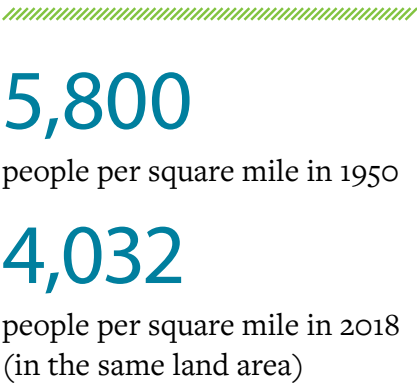 5,800
people per square mile in 1950
4,032
people per square mile in 2018
(in the same land area)